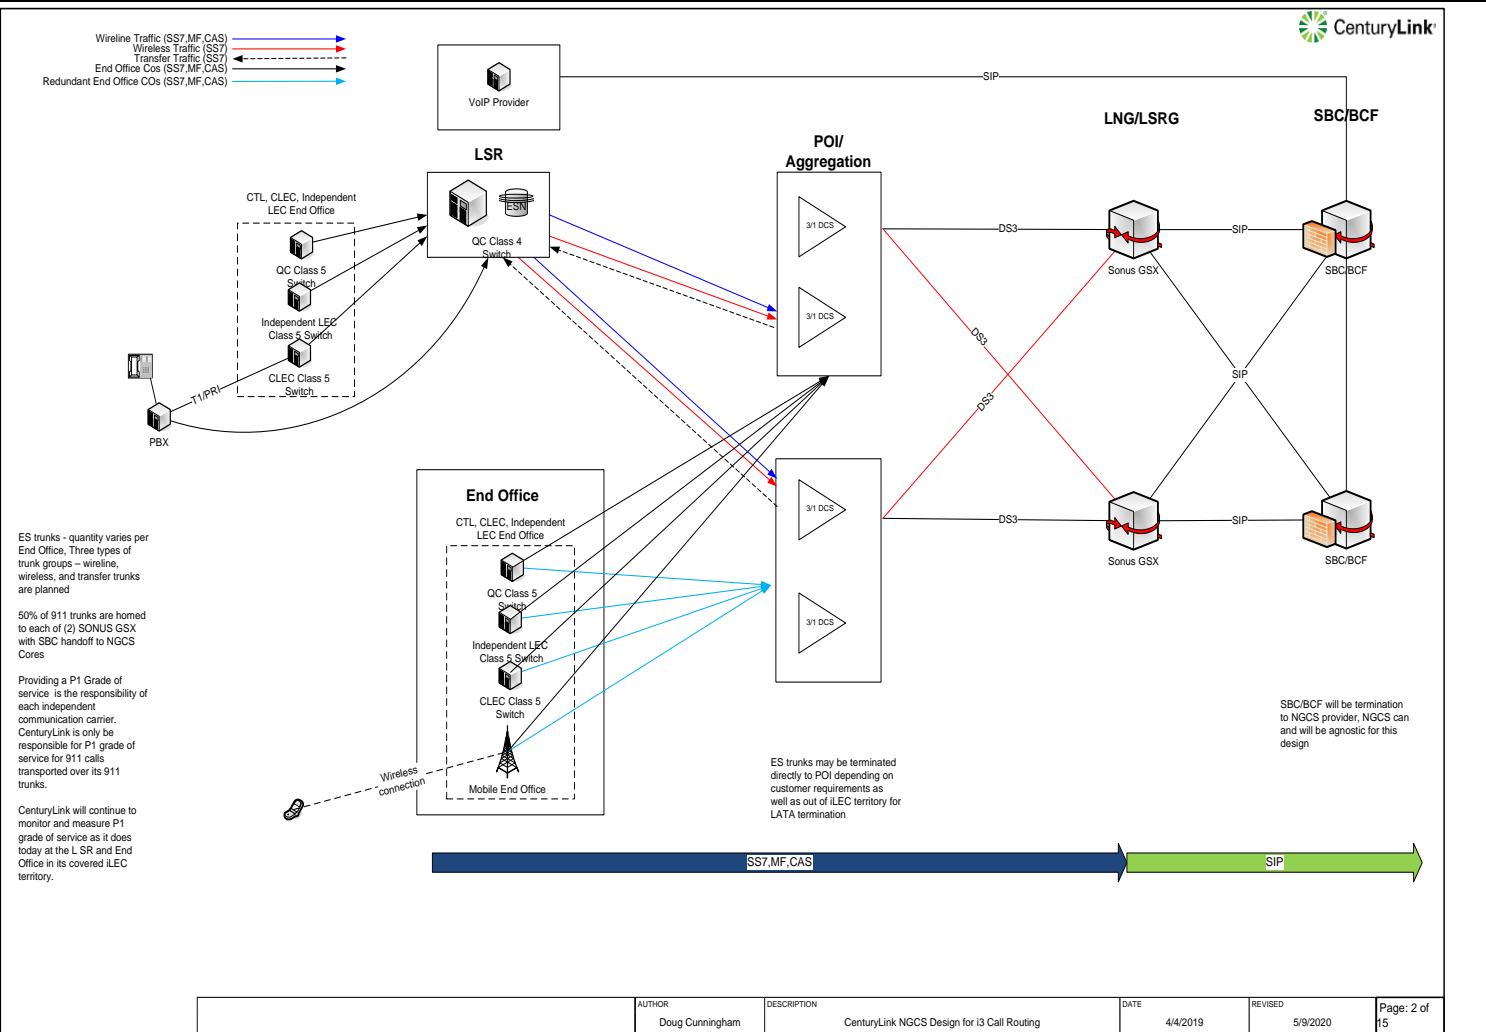 CenturyLink®
Wireline Traffic (SS7,MF,CAS)
Wireless Traffic (SS7)
Transfer Traffic (SS7)
End Office Cos (SS7,MF,CAS)
Redundant End Office COs (SS7,MF,CAS)
VoIP Provider
SIP
LNG/LSRG
SBC/BCF
LSR
POI/
Aggregation
CTL, CLEC, Independent
LEC End Office
QC Class 5
Switch
Independent LEC
Class 5 Switch
CLEC Class 5
Switch
T1/PRI
PBX
ESN
QC Class 4
Switch
3/1 DCS
3/1 DCS
3/1 DCS
3/1 DCS
DS3
DS3
DS3
DS3
Sonus GSX
Sonus GSX
SIP
SIP
SIP
SBC/BCF
SBC/BCF
End Office
CTL, CLEC, Independent
LEC End Office
QC Class 5
Switch
Independent LEC
Class 5 Switch
CLEC Class 5
Switch
Mobile End Office
Wireless
connection
ES trunks - quantity varies per
End Office, Three types of
trunk groups – wireline,
wireless, and transfer trunks
are planned
50% of 911 trunks are homed
to each of (2) SONUS GSX
with SBC handoff to NGCS
Cores
Providing a P1 Grade of
service is the responsibility of
each independent
communication carrier.
CenturyLink is only be
responsible for P1 grade of
service for 911 calls
transported over its 911
trunks.
CenturyLink will continue to
monitor and measure P1
grade of service as it does
today at the L SR and End
Office in its covered iLEC
territory.
ES trunks may be terminated
directly to POI depending on
customer requirements as
well as out of iLEC territory for
LATA termination
SBC/BCF will be termination
to NGCS provider, NGCS can
and will be agnostic for this
design
SS7,MF,CAS
SIP
AUTHOR
Doug Cunningham
DESCRIPTION
CenturyLink NGCS Design for i3 Call Routing
DATE
4/4/2019
REVISED
5/9/2020
Page: 2 of
15